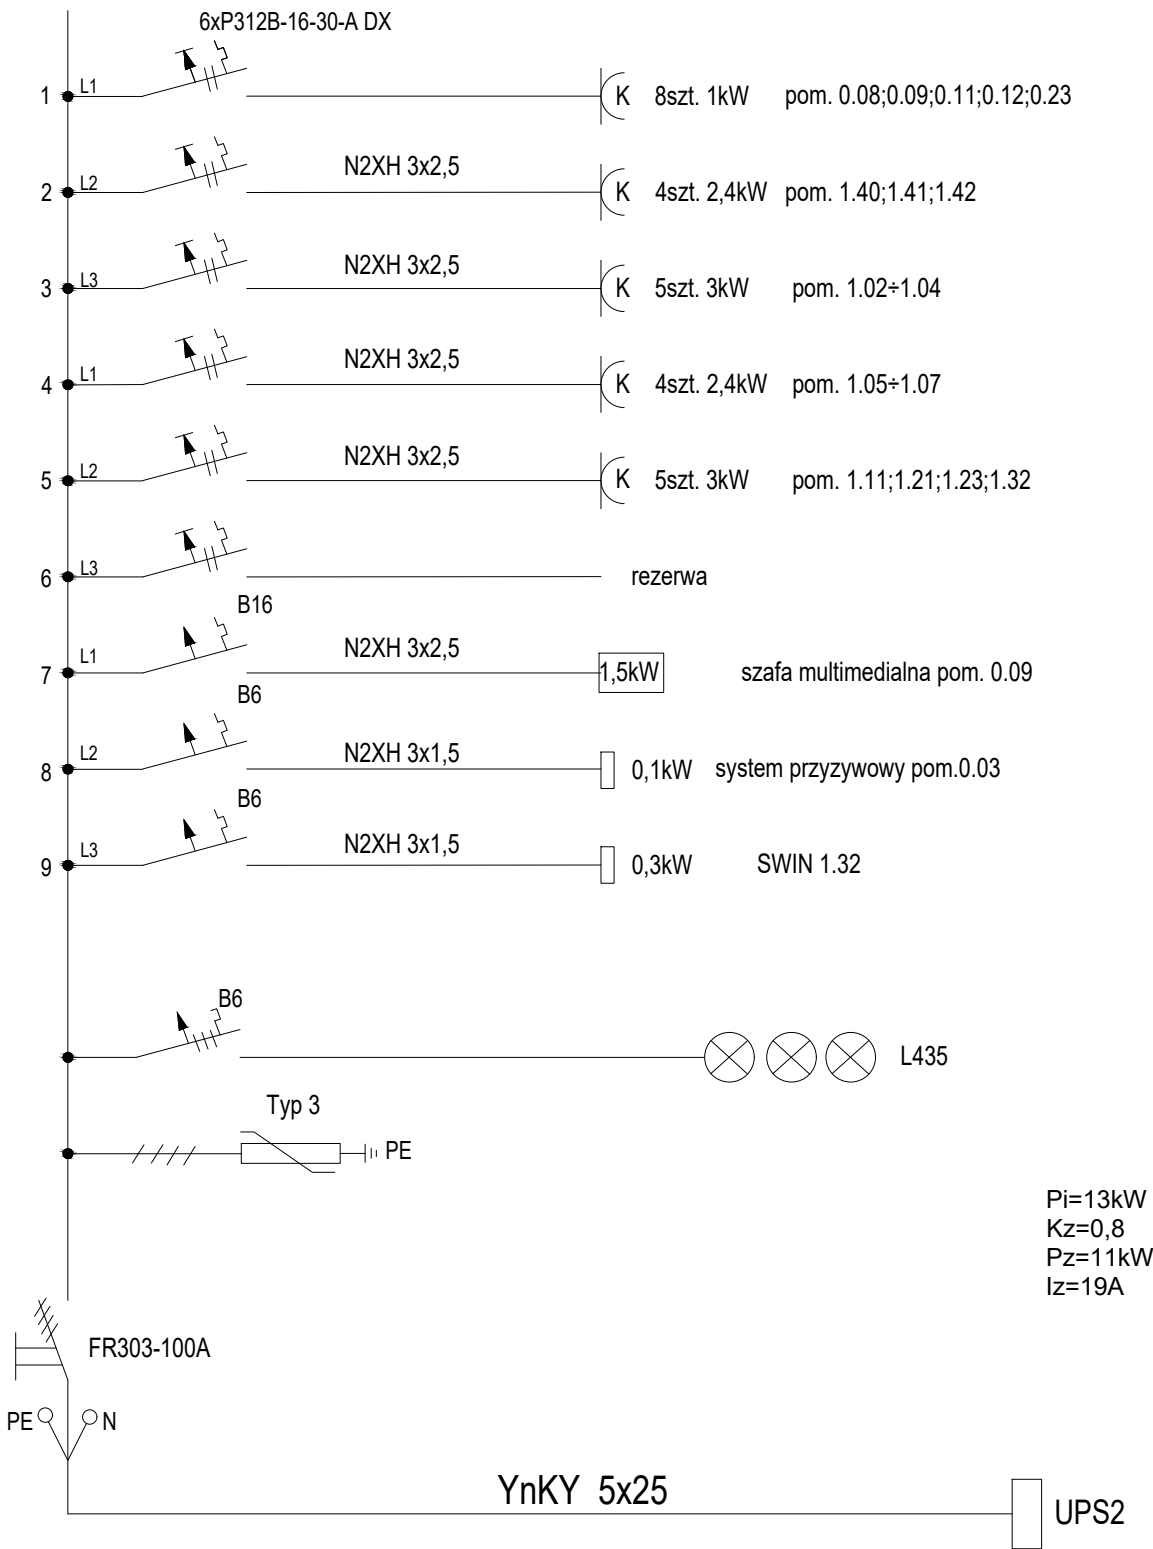 6xP312B-16-30-A DX
1 L1 K 8szt. 1kW pom. 0.08;0.09;0.11;0.12;0.23
2 L2 N2XH 3x2,5 K 4szt. 2,4kW pom. 1.40;1.41;1.42
3 L3 N2XH 3x2,5 K 5szt. 3kW pom. 1.02÷1.04
4 L1 N2XH 3x2,5 K 4szt. 2,4kW pom. 1.05÷1.07
5 L2 N2XH 3x2,5 K 5szt. 3kW pom. 1.11;1.21;1.23;1.32
6 L3 rezerwa
B16
7 L1 N2XH 3x2,5 1,5kW szafa multimedialna pom. 0.09
B6
8 L2 N2XH 3x1,5 0,1kW system przyzywowy pom.0.03
B6
9 L3 N2XH 3x1,5 0,3kW SWIN 1.32
B6
L435
Typ 3
PE
Pi=13kW
Kz=0,8
Pz=11kW
Iz=19A
FR303-100A
PE N
YnKY 5x25
UPS2